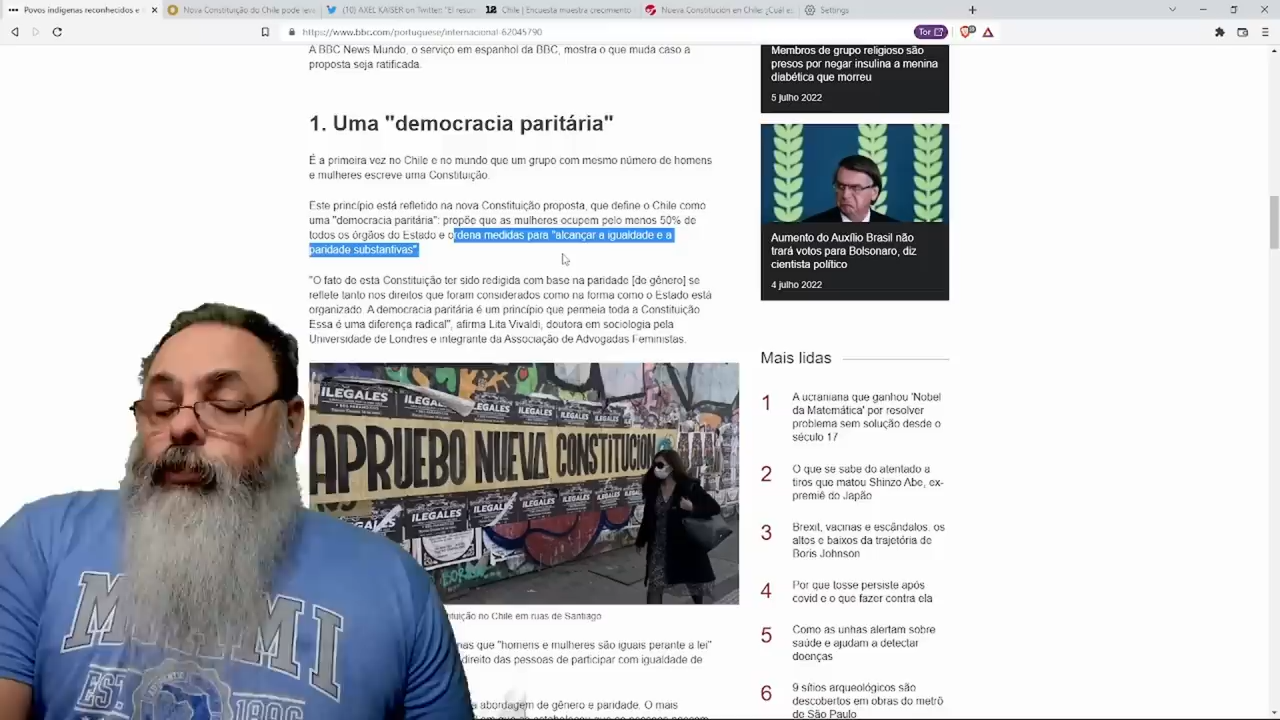 Povos indígenas reconhecidos e
Nova Constituição do Chile pode leva
(10) AXEL KAISER on Twitter: "El resum
Chile | Encuesta muestra crecimento
Nueva Constitución en Chile: ¿Cuál es
Settings
https://www.bbc.com/portuguese/internacional-62045790
Tor
A BBC News Mundo, o serviço em espanhol da BBC, mostra o que muda caso a
proposta seja ratificada.
1. Uma "democracia paritária"
É a primeira vez no Chile e no mundo que um grupo com mesmo número de homens
e mulheres escreve uma Constituição.
Este princípio está refletido na nova Constituição proposta, que define o Chile como
uma "democracia paritária": propõe que as mulheres ocupem pelo menos 50% de
todos os órgãos do Estado e ordena medidas para "alcançar a igualdade e a
paridade substantivas"
"O fato de esta Constituição ter sido redigida com base na paridade [de gênero] se
reflete tanto nos direitos que foram considerados como na forma como o Estado está
organizado. A democracia paritária é um princípio que permeia toda a Constituição
Essa é uma diferença radical", afirma Lita Vivaldi, doutora em sociologia pela
Universidade de Londres e integrante da Associação de Advogadas Feministas.
ILEGALES
ILEGALES
ILEGALES
ILEGALES
ILEGALES
APRUEBO NUEVA CONSTITUCIÓN
ILEGALES
ILEGALES
ILEGALES
ILEGALES
tuição no Chile em ruas de Santiago
nas que "homens e mulheres são iguais perante a lei"
direito das pessoas de participar com igualdade de
a abordagem de gênero e paridade. O mais
MIAMI
EST.
1896
Membros de grupo religioso são
presos por negar insulina a menina
diabética que morreu
5 julho 2022
Aumento do Auxílio Brasil não
trará votos para Bolsonaro, diz
cientista político
4 julho 2022
Mais lidas
1 A ucraniana que ganhou 'Nobel
da Matemática' por resolver
problema sem solução desde o
século 17
2 O que se sabe do atentado a
tiros que matou Shinzo Abe, ex-
premiê do Japão
3 Brexit, vacinas e escândalos: os
altos e baixos da trajetória de
Boris Johnson
4 Por que tosse persiste após
covid e o que fazer contra ela
5 Como as unhas alertam sobre
saúde e ajudam a detectar
doenças
6 9 sítios arqueológicos são
descobertos em obras do metrô
de São Paulo